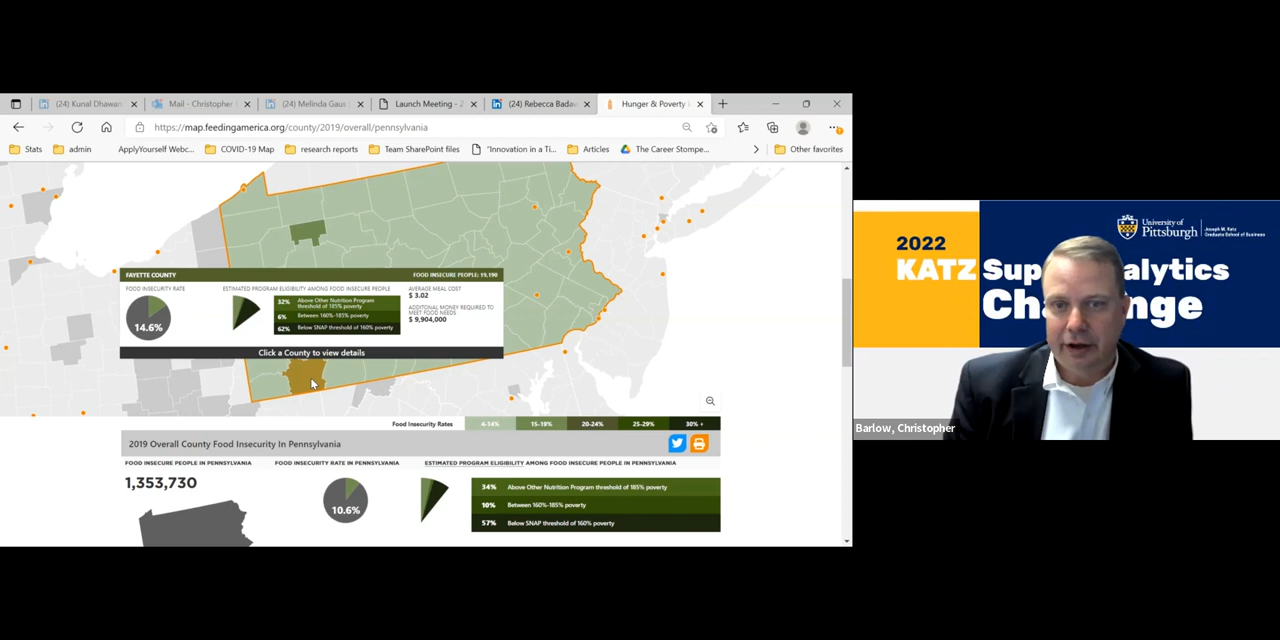 (24) Kunal Dhawan
Mail - Christopher
(24) Melinda Gaus
Launch Meeting - 2
(24) Rebecca Badaw
Hunger & Poverty i
https://map.feedingamerica.org/county/2019/overall/pennsylvania
Stats
admin
ApplyYourself Webc...
COVID-19 Map
research reports
Team SharePoint files
"Innovation in a Ti...
Articles
The Career Stompe...
Other favorites
FAYETTE COUNTY
FOOD INSECURE PEOPLE: 19,190
FOOD INSECURITY RATE
14.6%
ESTIMATED PROGRAM ELIGIBILITY AMONG FOOD INSECURE PEOPLE
32% Above Other Nutrition Program
threshold of 185% poverty
6% Between 160%-185% poverty
62% Below SNAP threshold of 160% poverty
AVERAGE MEAL COST
$ 3.02
ADDITIONAL MONEY REQUIRED TO
MEET FOOD NEEDS
$ 9,904,000
Click a County to view details
Food Insecurity Rates
4-14%
15-19%
20-24%
25-29%
30% +
2019 Overall County Food Insecurity In Pennsylvania
FOOD INSECURE PEOPLE IN PENNSYLVANIA
1,353,730
FOOD INSECURITY RATE IN PENNSYLVANIA
10.6%
ESTIMATED PROGRAM ELIGIBILITY AMONG FOOD INSECURE PEOPLE IN PENNSYLVANIA
34% Above Other Nutrition Program threshold of 185% poverty
10% Between 160%-185% poverty
57% Below SNAP threshold of 160% poverty
University of
Pittsburgh
Joseph M. Katz
Graduate School of Business
2022
KATZ Sup alytics
Ch nge
Barlow, Christopher